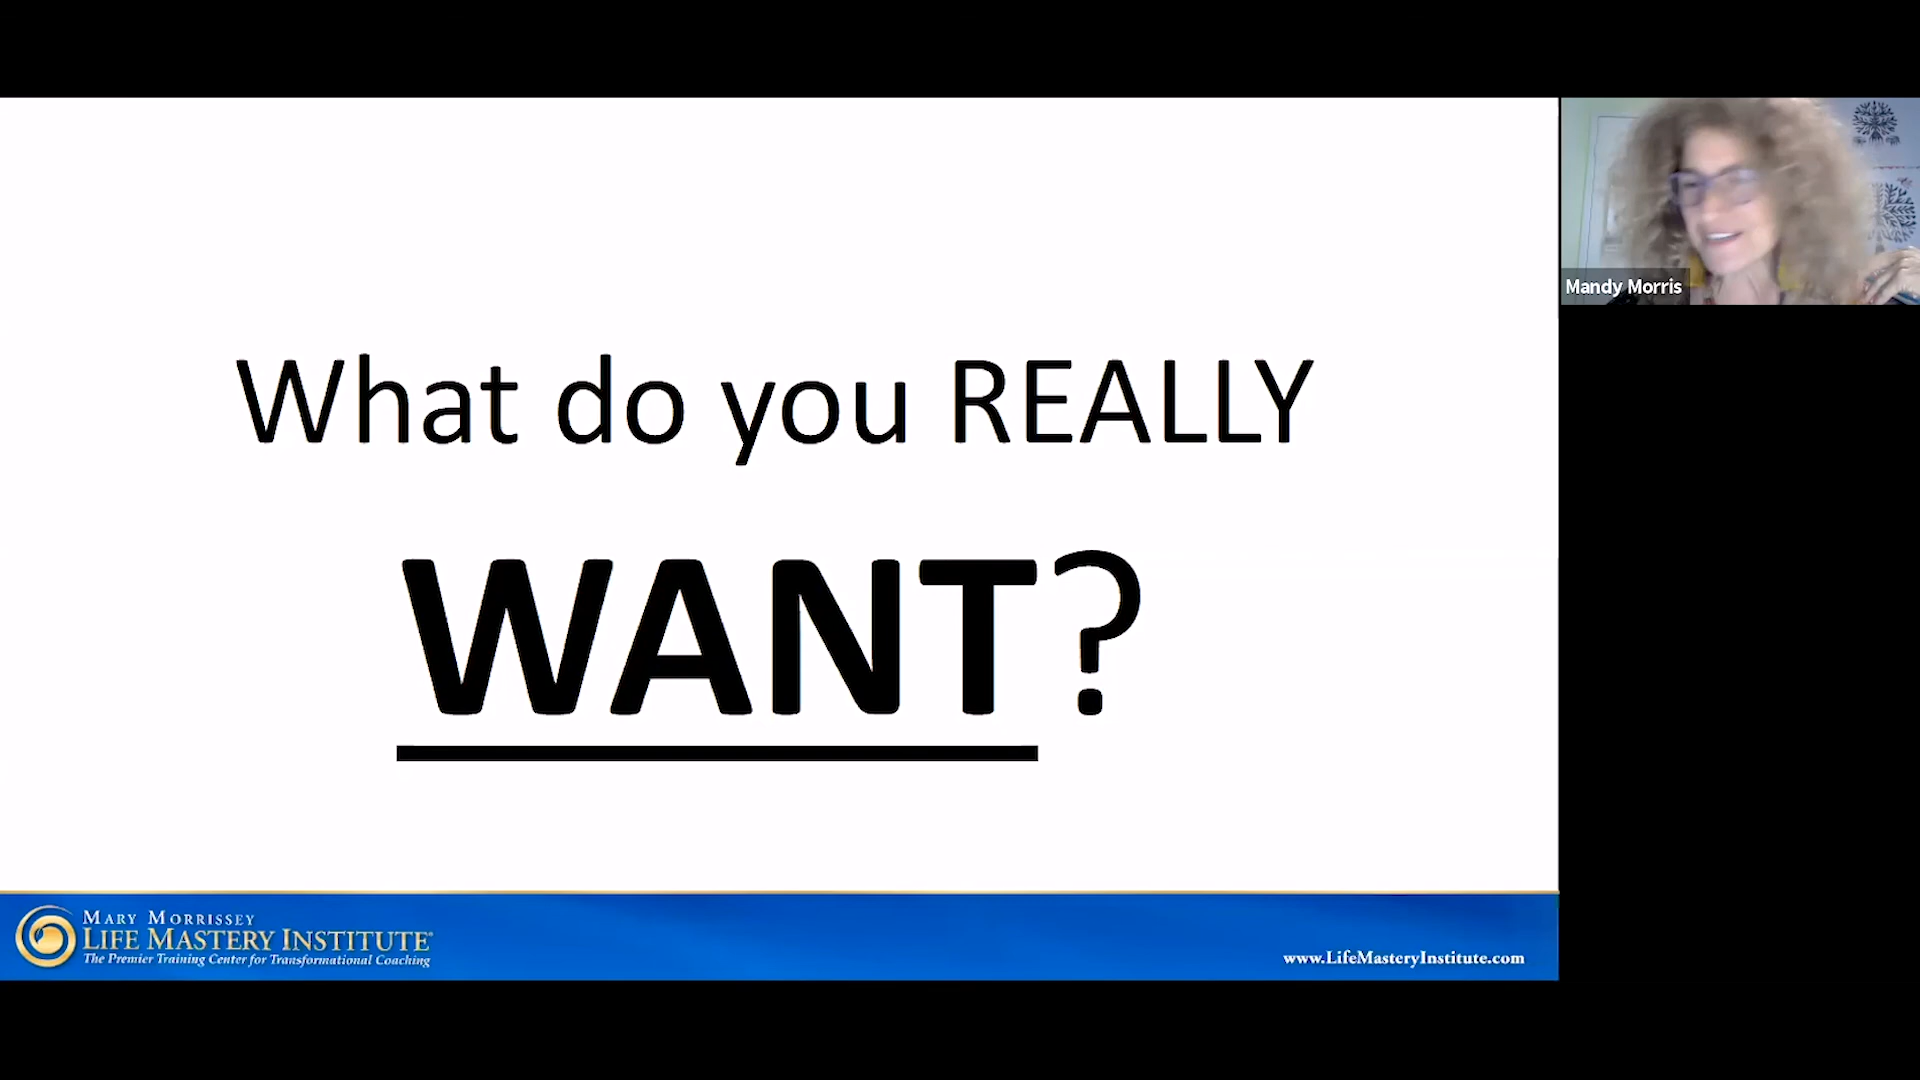 What do you REALLY
WANT?
Mandy Morris
MARY MORRISSEY
LIFE MASTERY INSTITUTE®
The Premier Training Center for Transformational Coaching
www.LifeMasteryInstitute.com